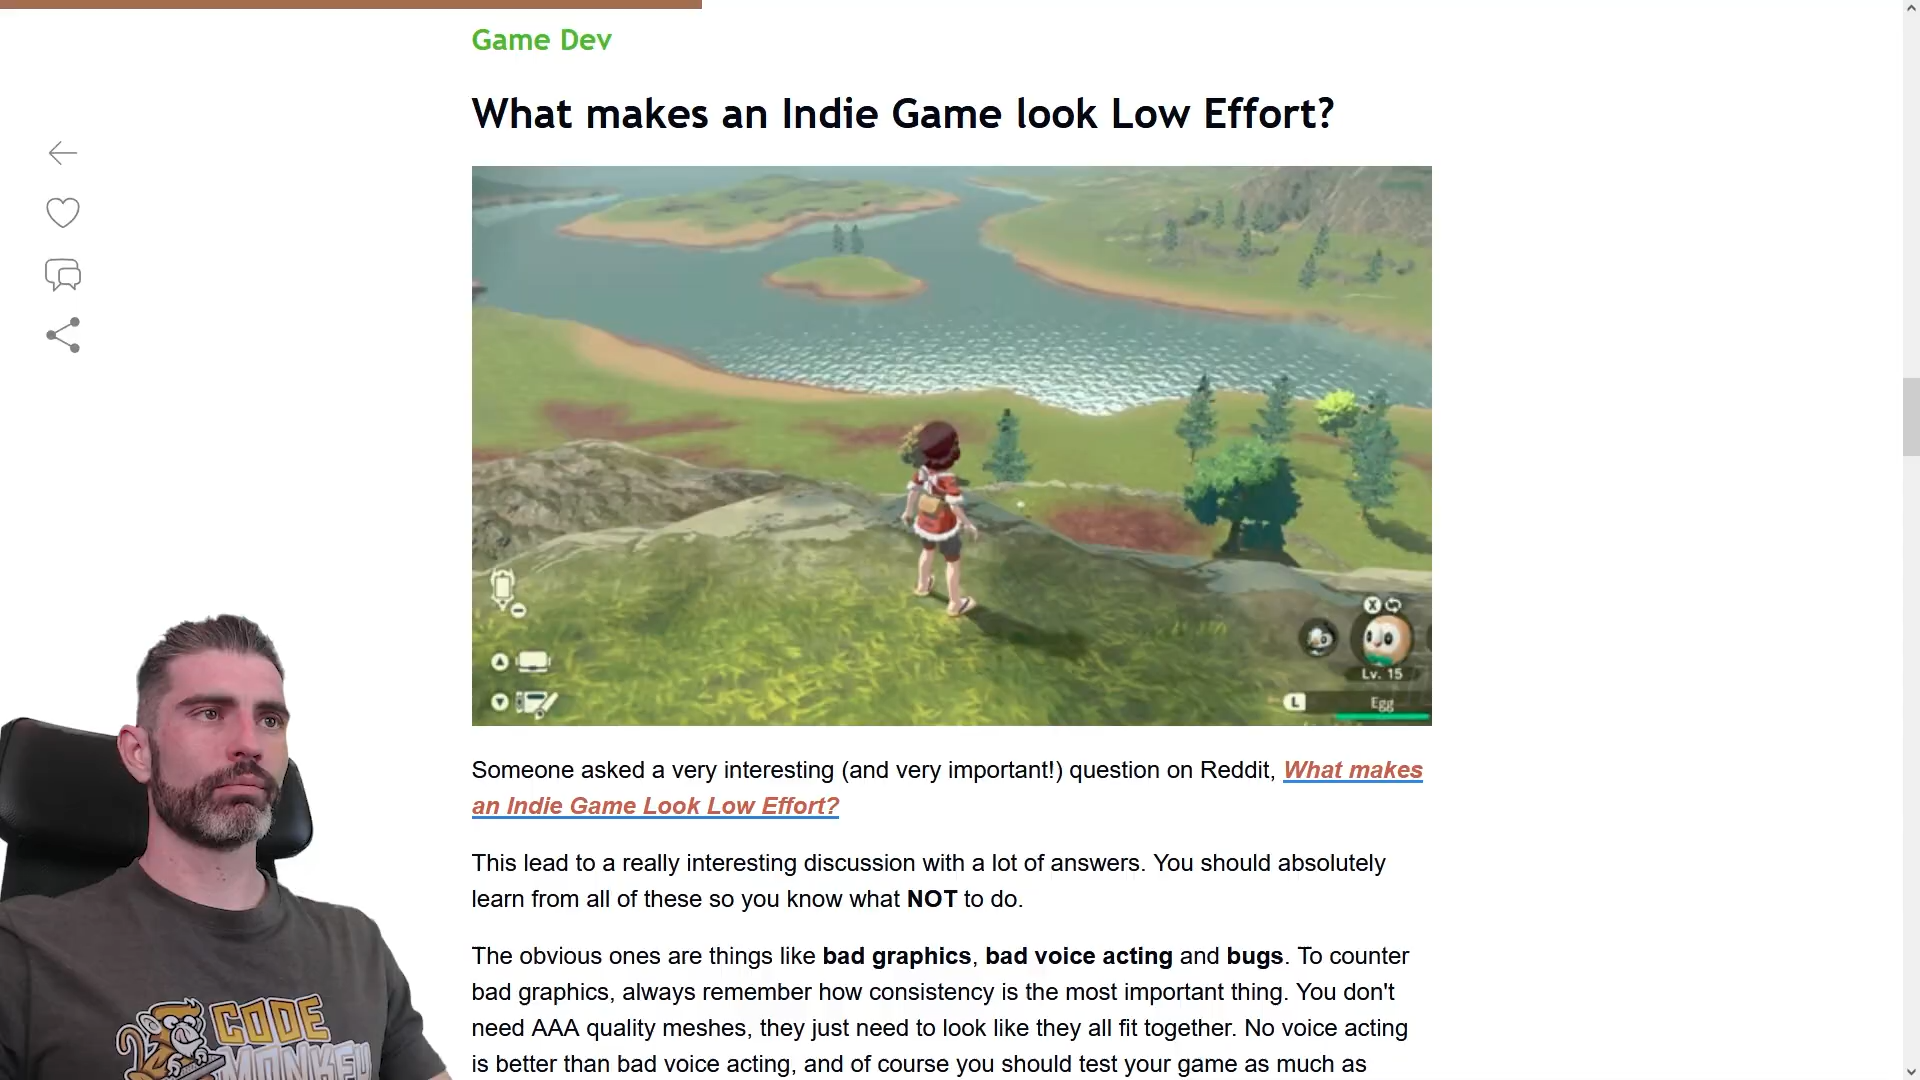 Game Dev
What makes an Indie Game look Low Effort?
X
Lv. 15
L
Egg
Someone asked a very interesting (and very important!) question on Reddit, What makes
an Indie Game Look Low Effort?
This lead to a really interesting discussion with a lot of answers. You should absolutely
learn from all of these so you know what NOT to do.
The obvious ones are things like bad graphics, bad voice acting and bugs. To counter
bad graphics, always remember how consistency is the most important thing. You don't
need AAA quality meshes, they just need to look like they all fit together. No voice acting
is better than bad voice acting, and of course you should test your game as much as
CODE
MONKEY